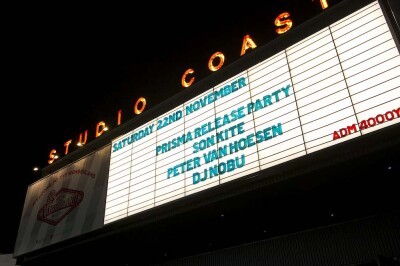 STUDIO COAST
SATURDAY 22ND NOVEMBER
PRISMA RELEASE PARTY
SON KITE
PETER VAN HOESEN
DJ NOBU
ADM 4000Y